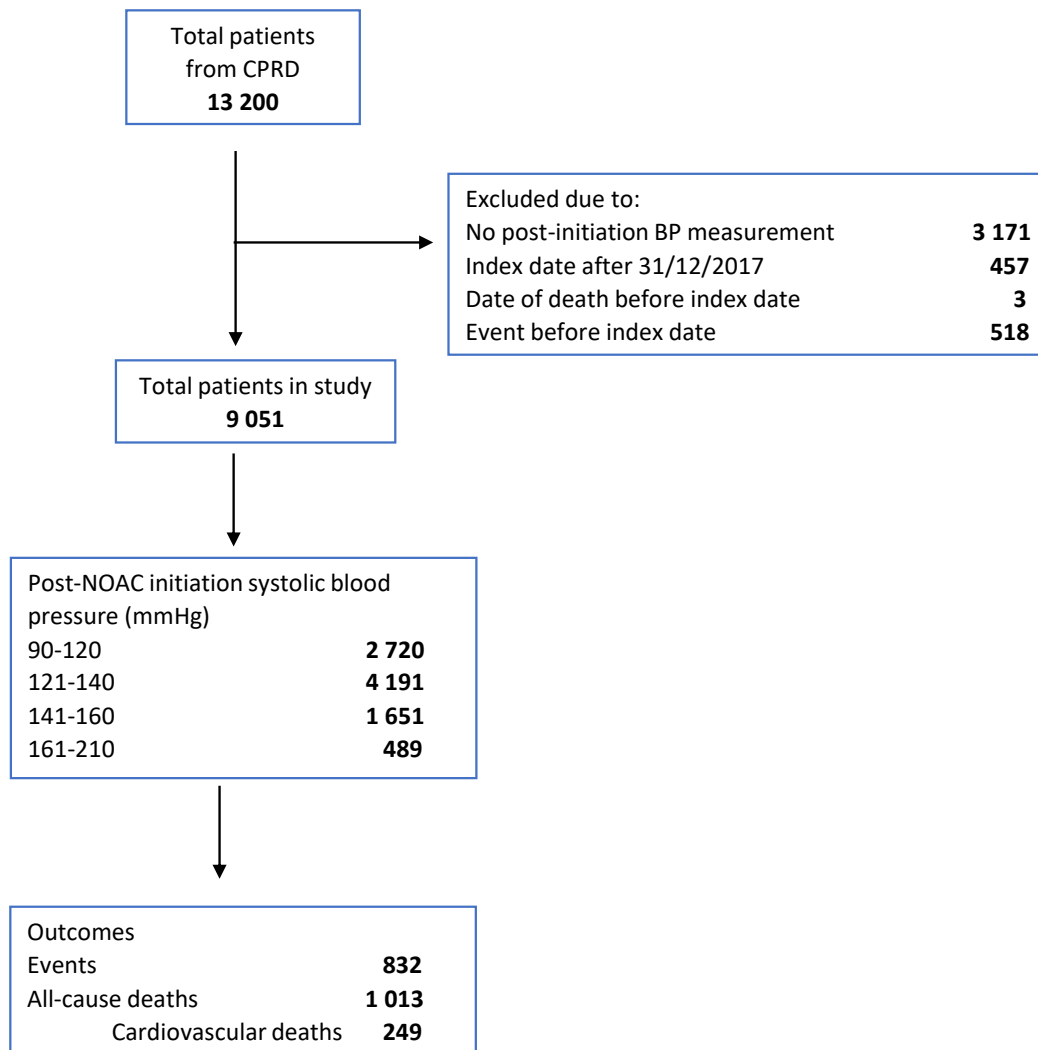 Total patients
from CPRD
13 200
Excluded due to:
No post-initiation BP measurement 3 171
Index date after 31/12/2017 457
Date of death before index date 3
Event before index date 518
Total patients in study
9 051
Post-NOAC initiation systolic blood
pressure (mmHg)
90-120 2 720
121-140 4 191
141-160 1 651
161-210 489
Outcomes
Events 832
All-cause deaths 1 013
Cardiovascular deaths 249